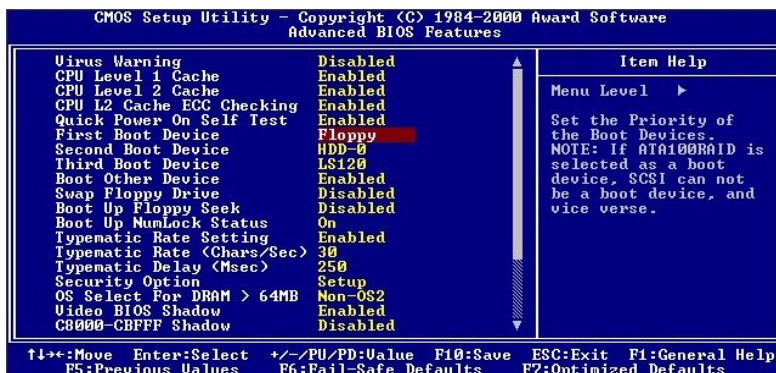 CMOS Setup Utility - Copyright (C) 1984-2000 Award Software
Advanced BIOS Features
Virus Warning Disabled
CPU Level 1 Cache Enabled
CPU Level 2 Cache Enabled
CPU L2 Cache ECC Checking Enabled
Quick Power On Self Test Enabled
First Boot Device Floppy
Second Boot Device HDD-0
Third Boot Device LS120
Boot Other Device Enabled
Swap Floppy Drive Disabled
Boot Up Floppy Seek Disabled
Boot Up NumLock Status On
Typematic Rate Setting Enabled
Typematic Rate (Chars/Sec) 30
Typematic Delay (Msec) 250
Security Option Setup
OS Select For DRAM > 64MB Non-OS2
Video BIOS Shadow Enabled
C8000-CBFFF Shadow Disabled
Item Help
Menu Level ▶
Set the Priority of
the Boot Devices.
NOTE: If ATA100RAID is
selected as a boot
device, SCSI can not
be a boot device, and
vice verse.
↑↓→←:Move Enter:Select +/-/PU/PD:Value F10:Save ESC:Exit F1:General Help
F5:Previous Values F6:Fail-Safe Defaults F7:Optimized Defaults